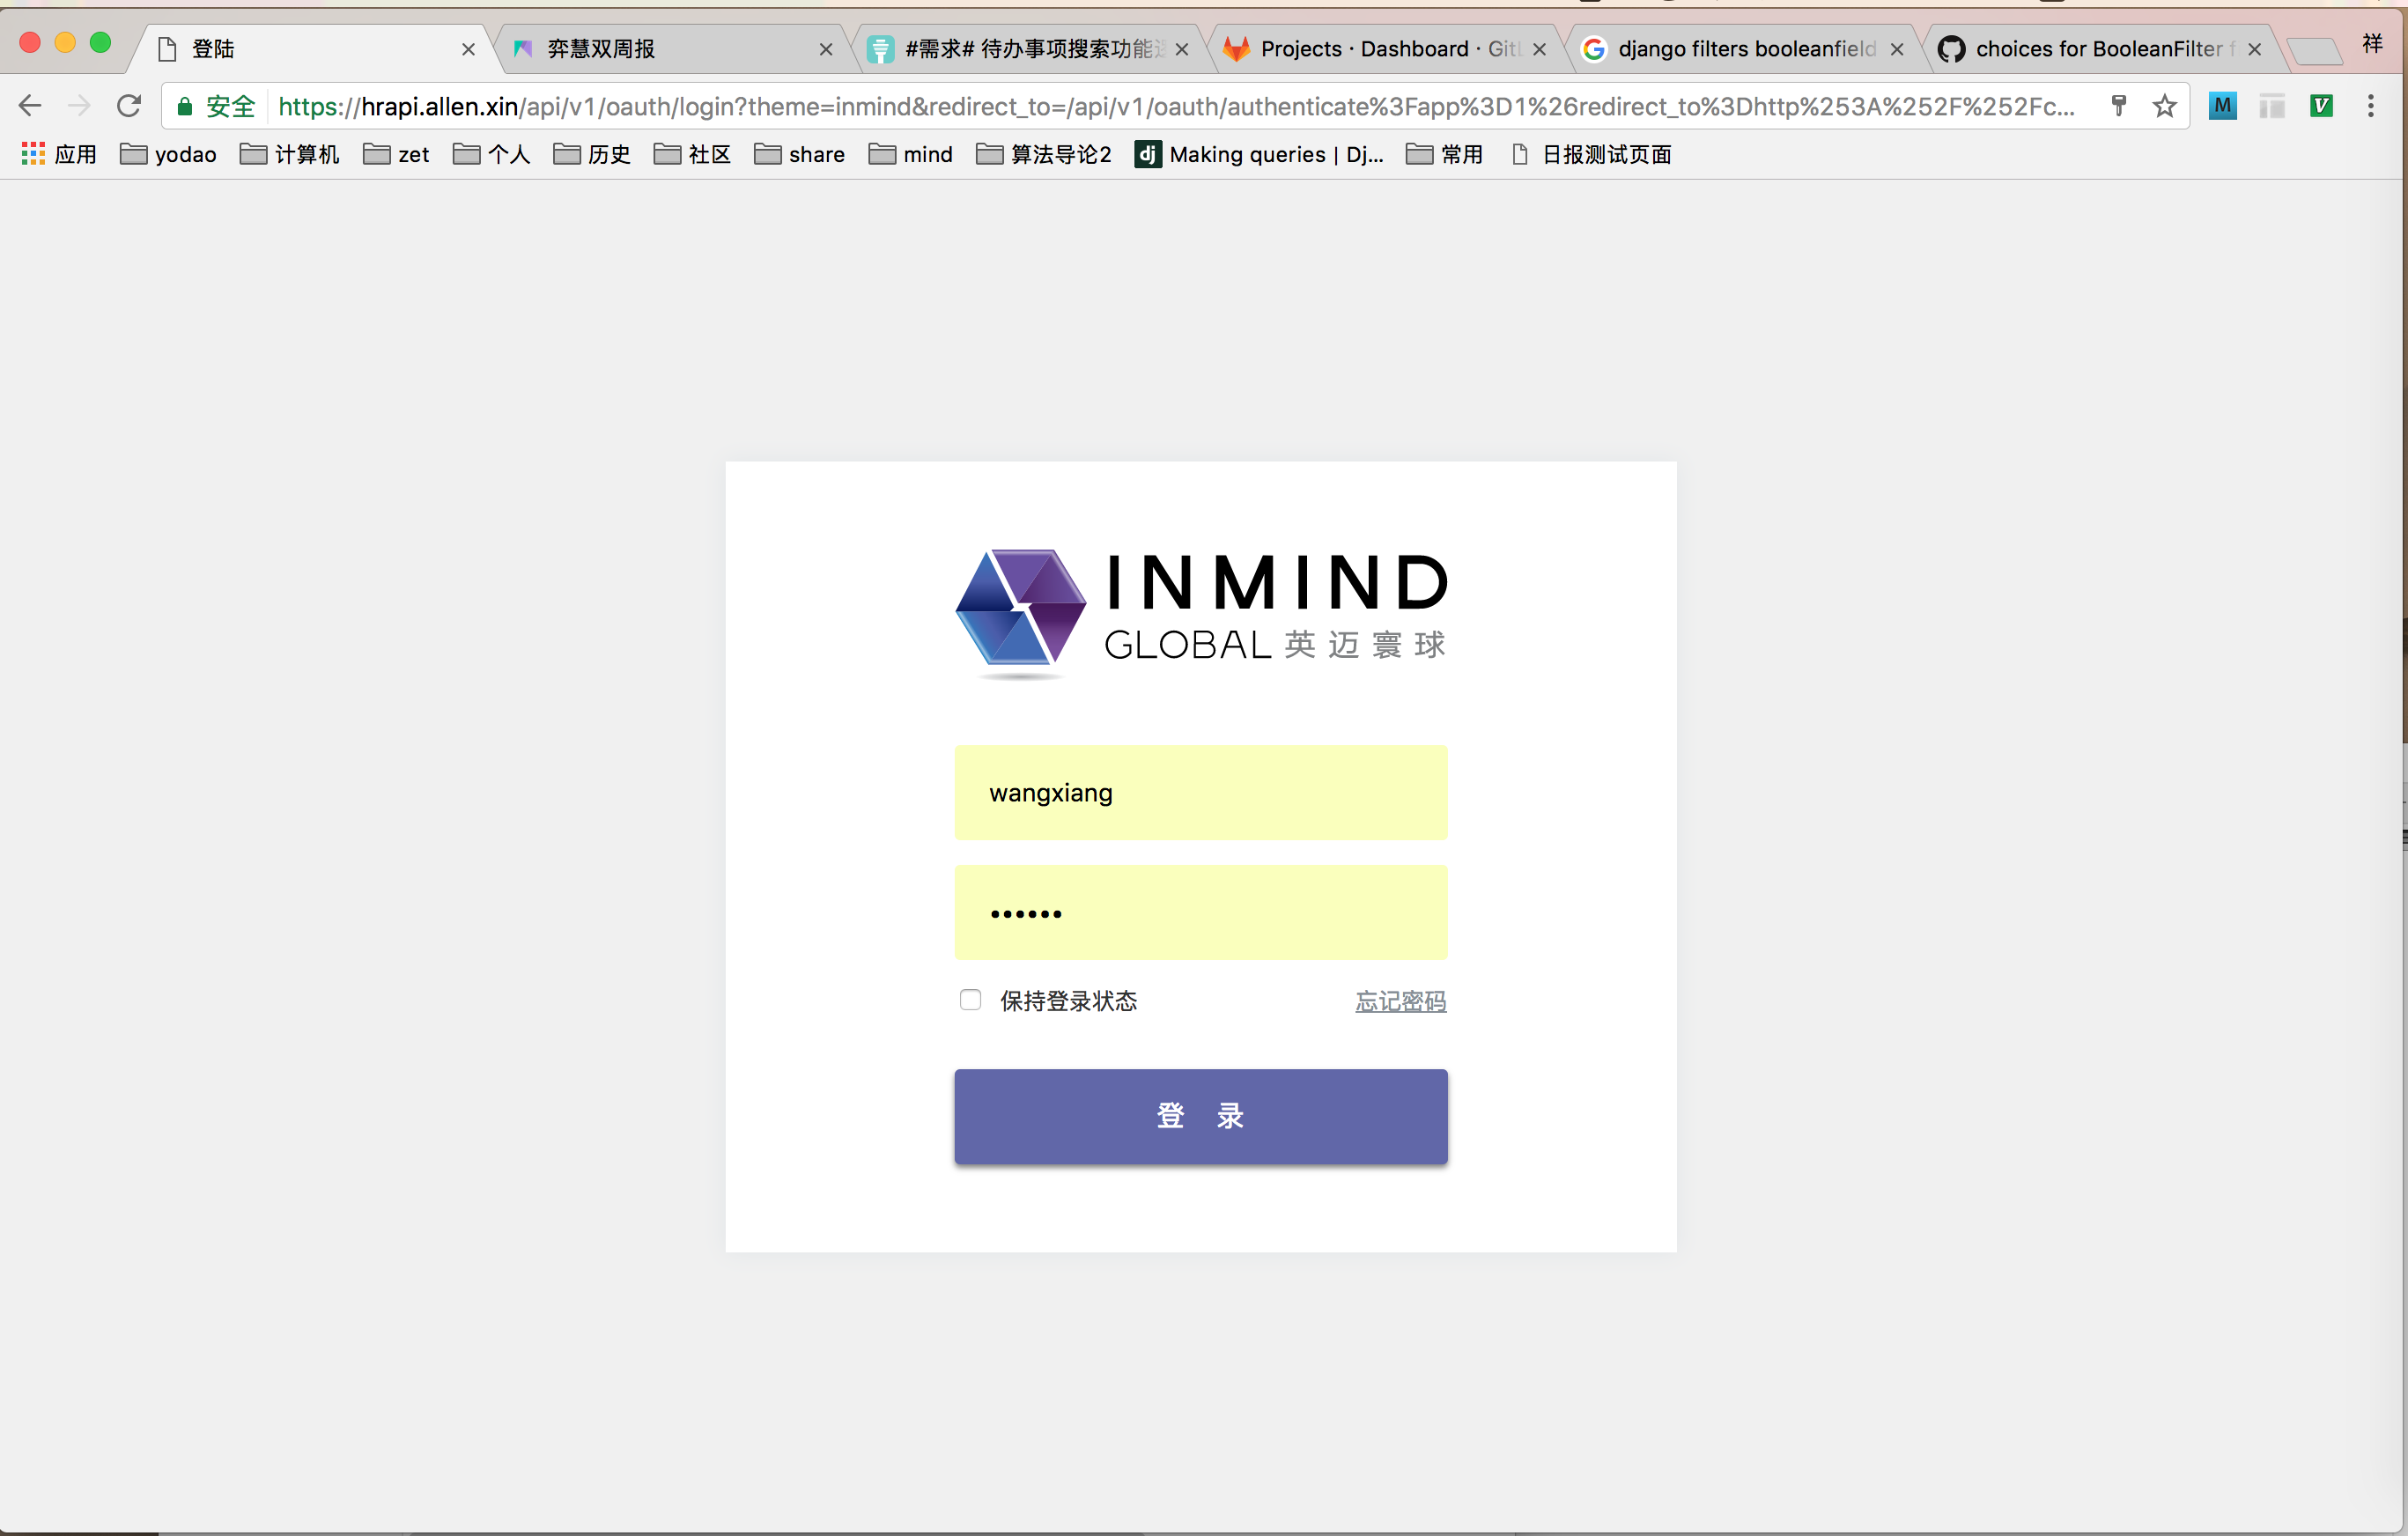 登陆
弈慧双周报
#需求# 待办事项搜索功能
Projects · Dashboard · Git
django filters booleanfield
choices for BooleanFilter f
祥
安全
https://hrapi.allen.xin/api/v1/oauth/login?theme=inmind&redirect_to=/api/v1/oauth/authenticate%3Fapp%3D1%26redirect_to%3Dhttp%253A%252F%252Fc...
M
V
应用
yodao
计算机
zet
个人
历史
社区
share
mind
算法导论2
dj
Making queries | Dj...
常用
日报测试页面
INMIND
GLOBAL 英迈寰球
wangxiang
••••••
保持登录状态
忘记密码
登 录